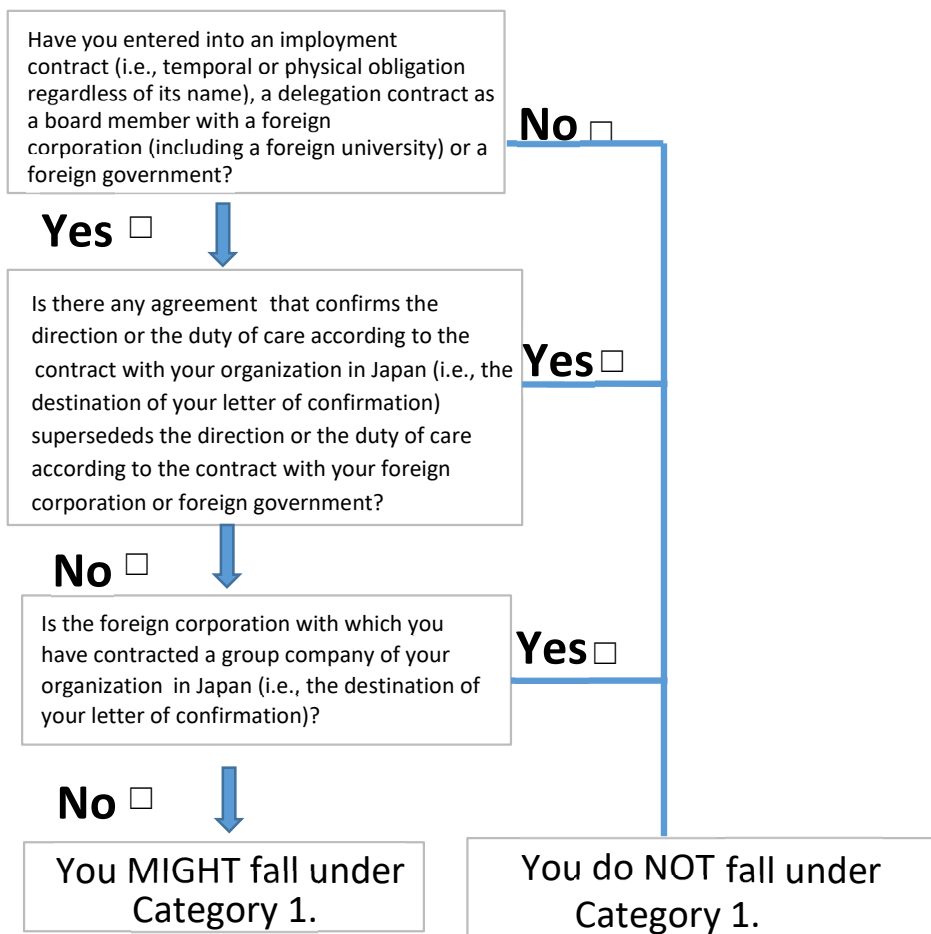 Have you entered into an imployment
contract (i.e., temporal or physical obligation
regardless of its name), a delegation contract as
a board member with a foreign
corporation (including a foreign university) or a
foreign government?
No □
Yes □
Is there any agreement that confirms the
direction or the duty of care according to the
contract with your organization in Japan (i.e., the
destination of your letter of confirmation)
supersededs the direction or the duty of care
according to the contract with your foreign
corporation or foreign government?
Yes □
No □
Is the foreign corporation with which you
have contracted a group company of your
organization in Japan (i.e., the destination of
your letter of confirmation)?
Yes □
No □
You MIGHT fall under
Category 1.
You do NOT fall under
Category 1.